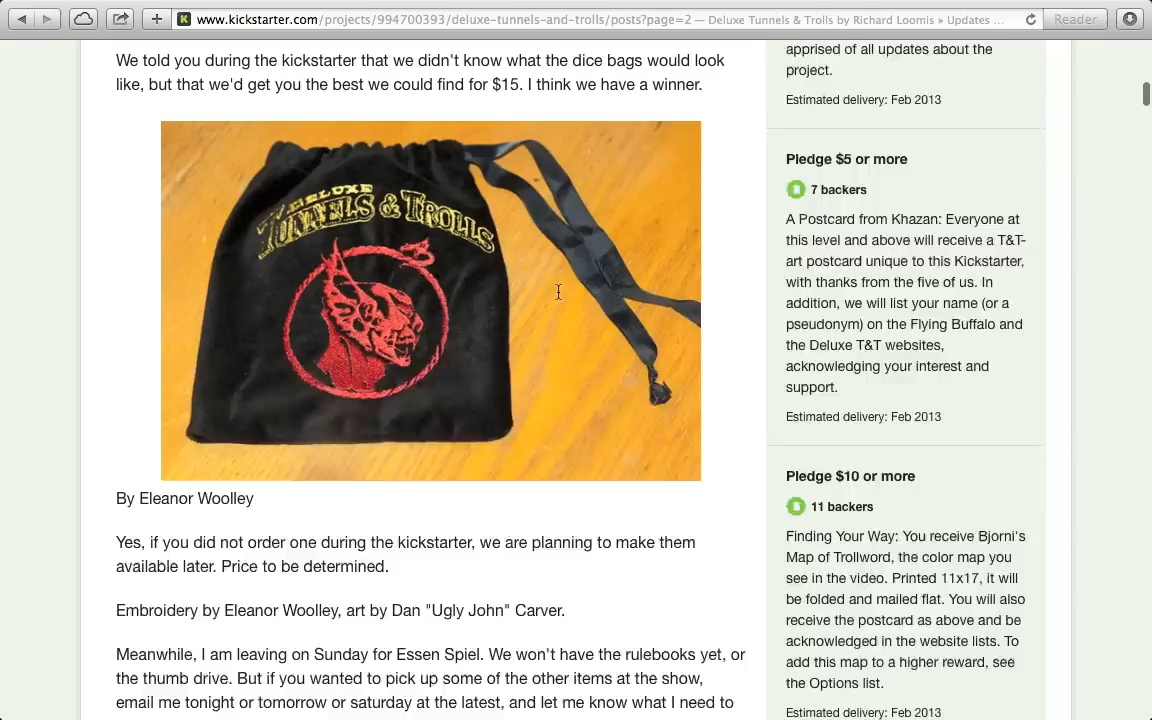 www.kickstarter.com/projects/994700393/deluxe-tunnels-and-trolls/posts?page=2 — Deluxe Tunnels & Trolls by Richard Loomis » Updates ...
Reader
We told you during the kickstarter that we didn't know what the dice bags would look
like, but that we'd get you the best we could find for $15. I think we have a winner.
DELUXE
TUNNELS & TROLLS
By Eleanor Woolley
Yes, if you did not order one during the kickstarter, we are planning to make them
available later. Price to be determined.
Embroidery by Eleanor Woolley, art by Dan "Ugly John" Carver.
Meanwhile, I am leaving on Sunday for Essen Spiel. We won't have the rulebooks yet, or
the thumb drive. But if you wanted to pick up some of the other items at the show,
email me tonight or tomorrow or saturday at the latest, and let me know what I need to
apprised of all updates about the
project.
Estimated delivery: Feb 2013
Pledge $5 or more
7 backers
A Postcard from Khazan: Everyone at
this level and above will receive a T&T-
art postcard unique to this Kickstarter,
with thanks from the five of us. In
addition, we will list your name (or a
pseudonym) on the Flying Buffalo and
the Deluxe T&T websites,
acknowledging your interest and
support.
Estimated delivery: Feb 2013
Pledge $10 or more
11 backers
Finding Your Way: You receive Bjorni's
Map of Trollword, the color map you
see in the video. Printed 11x17, it will
be folded and mailed flat. You will also
receive the postcard as above and be
acknowledged in the website lists. To
add this map to a higher reward, see
the Options list.
Estimated delivery: Feb 2013